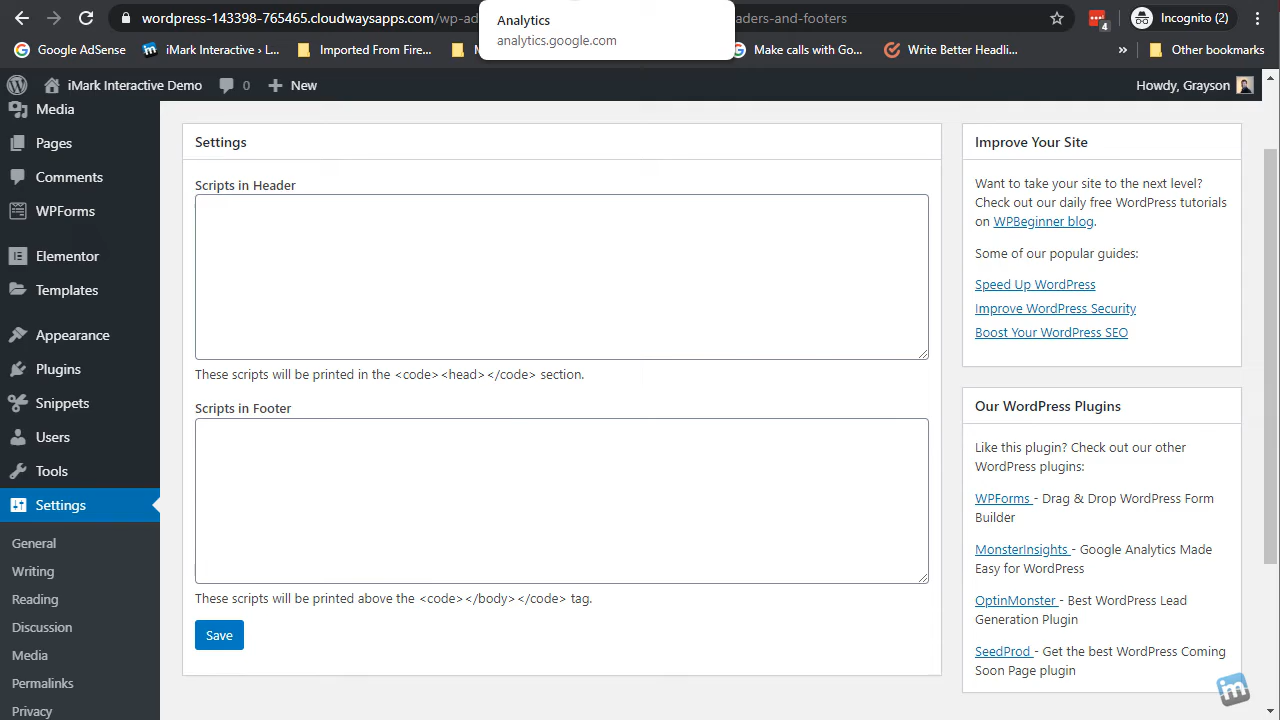 wordpress-143398-765465.cloudwaysapps.com/wp-ad
Analytics
analytics.google.com
aders-and-footers
4
Incognito (2)
Google AdSense
iMark Interactive › L...
Imported From Fire...
Make calls with Go...
Write Better Headli...
»
Other bookmarks
iMark Interactive Demo
0
New
Howdy, Grayson
Media
Pages
Comments
WPForms
Elementor
Templates
Appearance
Plugins
Snippets
Users
Tools
Settings
General
Writing
Reading
Discussion
Media
Permalinks
Privacy
Settings
Scripts in Header
These scripts will be printed in the <code><head></code> section.
Scripts in Footer
These scripts will be printed above the <code></body></code> tag.
Save
Improve Your Site
Want to take your site to the next level?
Check out our daily free WordPress tutorials
on WPBeginner blog.
Some of our popular guides:
Speed Up WordPress
Improve WordPress Security
Boost Your WordPress SEO
Our WordPress Plugins
Like this plugin? Check out our other
WordPress plugins:
WPForms - Drag & Drop WordPress Form
Builder
MonsterInsights - Google Analytics Made
Easy for WordPress
OptinMonster - Best WordPress Lead
Generation Plugin
SeedProd - Get the best WordPress Coming
Soon Page plugin
im